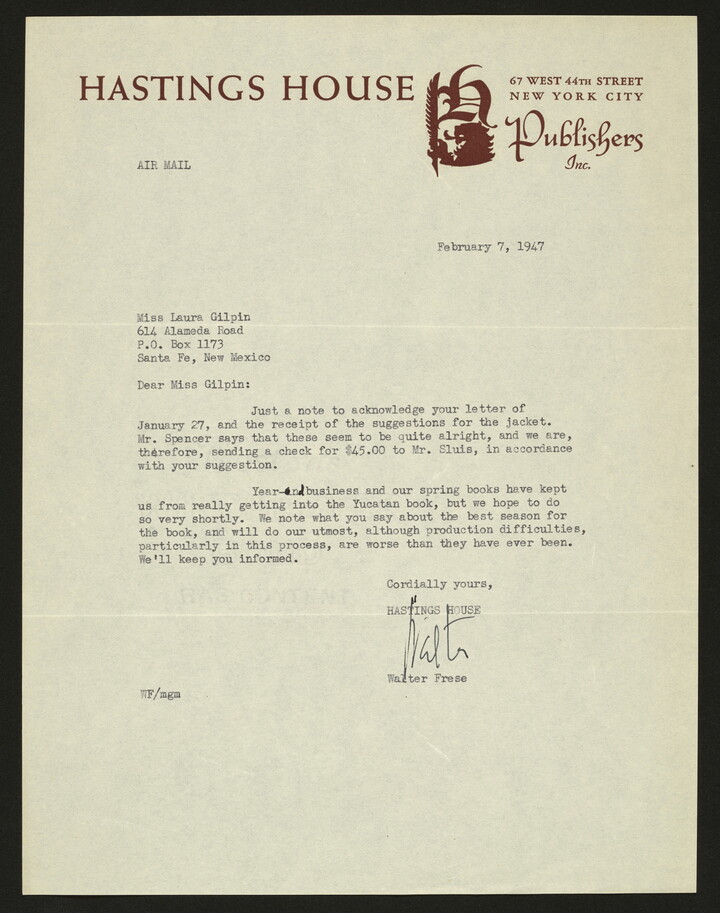 HASTINGS HOUSE
H
67 WEST 44TH STREET
NEW YORK CITY
Publishers
Inc.
AIR MAIL
February 7, 1947
Miss Laura Gilpin
614 Alameda Road
P.O. Box 1173
Santa Fe, New Mexico
Dear Miss Gilpin:
Just a note to acknowledge your letter of
January 27, and the receipt of the suggestions for the jacket.
Mr. Spencer says that these seem to be quite alright, and we are,
therefore, sending a check for $45.00 to Mr. Sluis, in accordance
with your suggestion.
Year-end business and our spring books have kept
us from really getting into the Yucatan book, but we hope to do
so very shortly. We note what you say about the best season for
the book, and will do our utmost, although production difficulties,
particularly in this process, are worse than they have ever been.
We'll keep you informed.
Cordially yours,
HASTINGS HOUSE
Walter
Walter Frese
WF/mgm